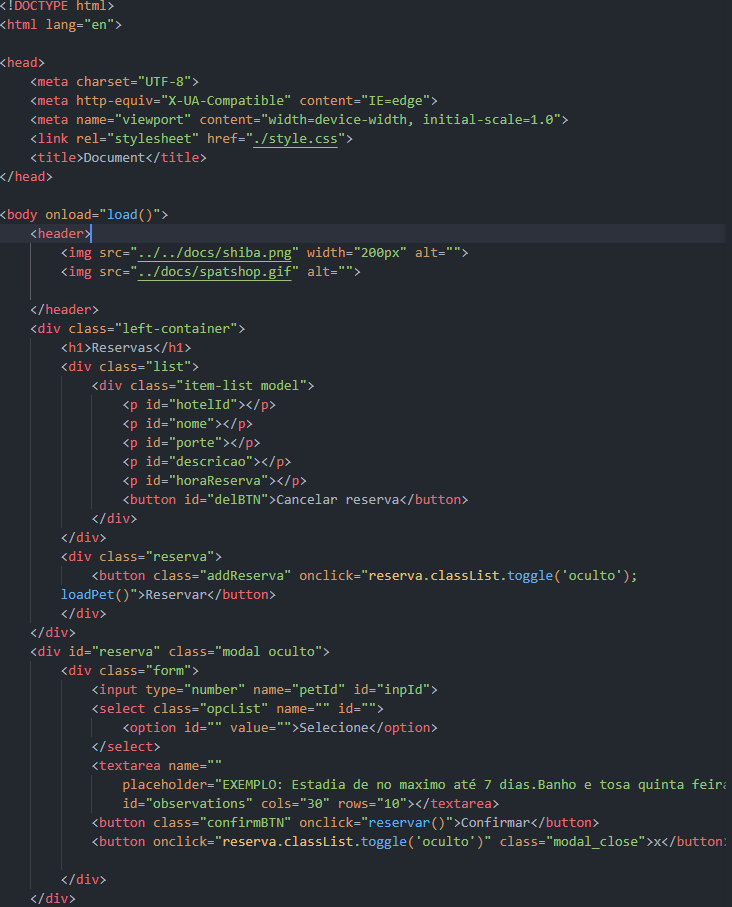 <!DOCTYPE html>
<html lang="en">
<head>
<meta charset="UTF-8">
<meta http-equiv="X-UA-Compatible" content="IE=edge">
<meta name="viewport" content="width=device-width, initial-scale=1.0">
<link rel="stylesheet" href="./style.css">
<title>Document</title>
</head>
<body onload="load()">
<header>
<img src="../../docs/shiba.png" width="200px" alt="">
<img src="../docs/spatshop.gif" alt="">
</header>
<div class="left-container">
<h1>Reservas</h1>
<div class="list">
<div class="item-list model">
<p id="hotelId"></p>
<p id="nome"></p>
<p id="porte"></p>
<p id="descricao"></p>
<p id="horaReserva"></p>
<button id="delBTN">Cancelar reserva</button>
</div>
</div>
<div class="reserva">
<button class="addReserva" onclick="reserva.classList.toggle('oculto');
loadPet()">Reservar</button>
</div>
</div>
<div id="reserva" class="modal oculto">
<div class="form">
<input type="number" name="petId" id="inpId">
<select class="opcList" name="" id="">
<option id="" value="">Selecione</option>
</select>
<textarea name=""
placeholder="EXEMPLO: Estadia de no maximo até 7 dias.Banho e tosa quinta feira
id="observations" cols="30" rows="10"></textarea>
<button class="confirmBTN" onclick="reservar()">Confirmar</button>
<button onclick="reserva.classList.toggle('oculto')" class="modal_close">x</button>
</div>
</div>